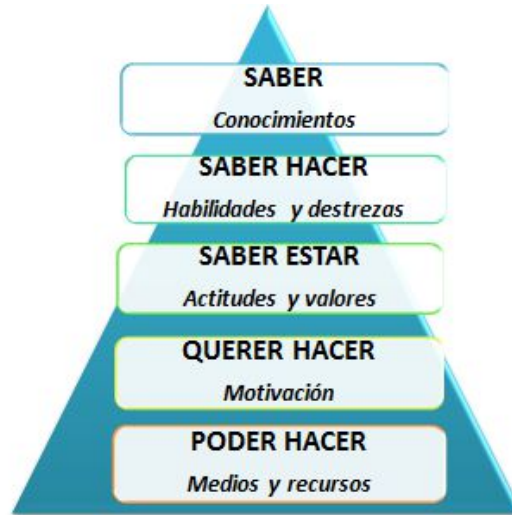 SABER
Conocimientos
SABER HACER
Habilidades y destrezas
SABER ESTAR
Actitudes y valores
QUERER HACER
Motivación
PODER HACER
Medios y recursos